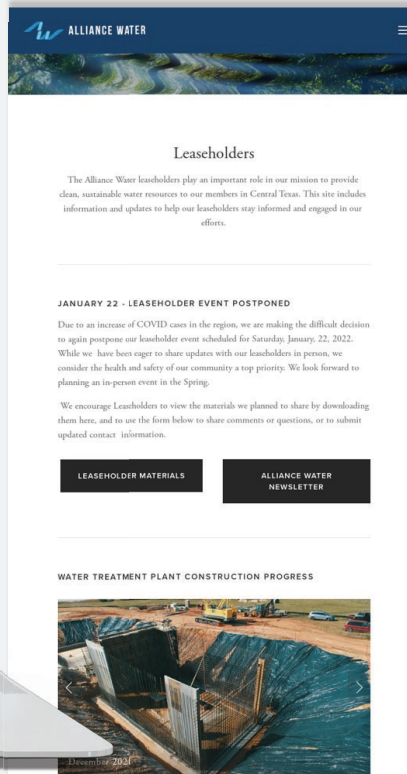 ALLIANCE WATER
Leaseholders
The Alliance Water leaseholders play an important role in our mission to provide
clean, sustainable water resources to our members in Central Texas. This site includes
information and updates to help our leaseholders stay informed and engaged in our
efforts.
JANUARY 22 - LEASEHOLDER EVENT POSTPONED
Due to an increase of COVID cases in the region, we are making the difficult decision
to again postpone our leaseholder event scheduled for Saturday, January, 22, 2022.
While we have been eager to share updates with our leaseholders in person, we
consider the health and safety of our community a top priority. We look forward to
planning an in-person event in the Spring.
We encourage Leaseholders to view the materials we planned to share by downloading
them here, and to use the form below to share comments or questions, or to submit
updated contact information.
LEASEHOLDER MATERIALS
ALLIANCE WATER
NEWSLETTER
WATER TREATMENT PLANT CONSTRUCTION PROGRESS
December 2021